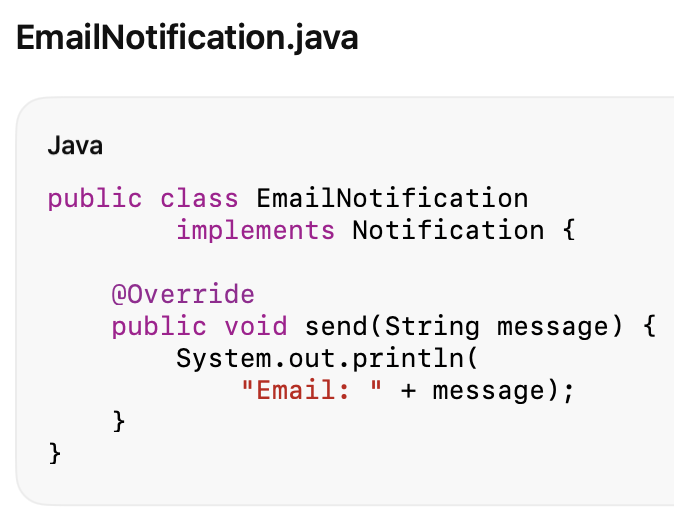 EmailNotification.java
Java
public class EmailNotification
        implements Notification {

    @Override
    public void send(String message) {
        System.out.println(
            "Email: " + message);
    }
}